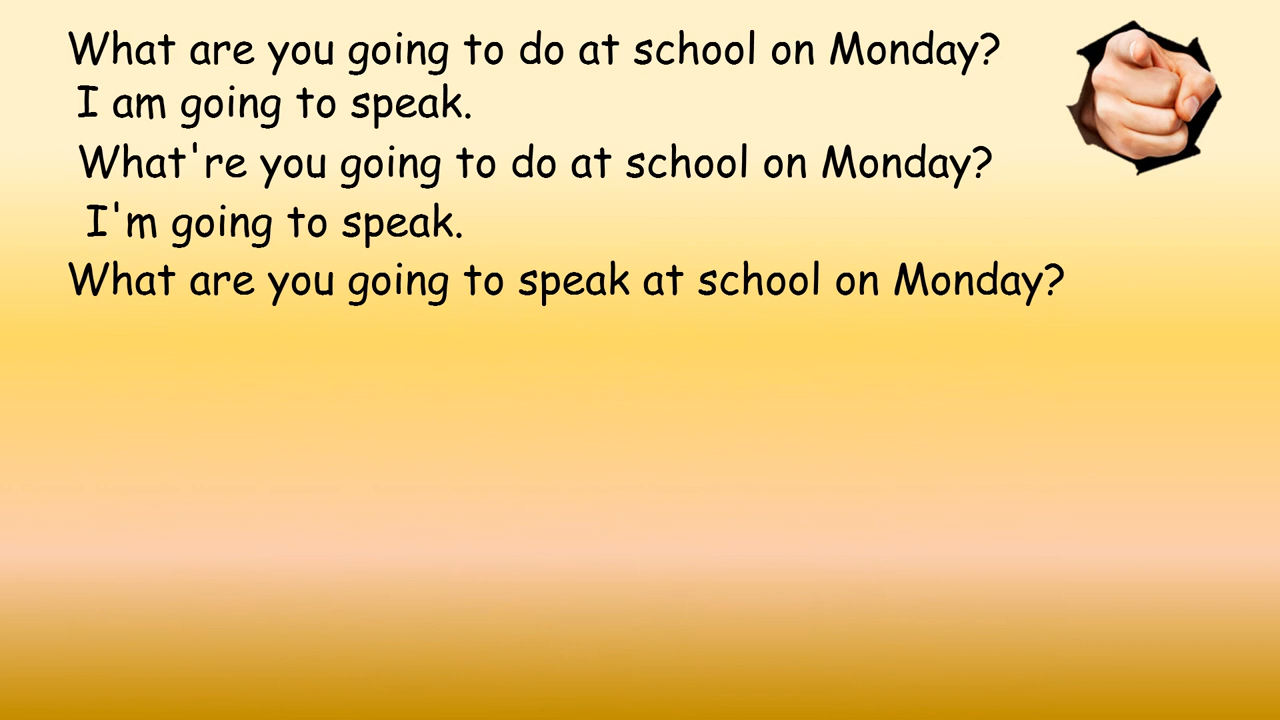 What are you going to do at school on Monday?
I am going to speak.
What're you going to do at school on Monday?
I'm going to speak.
What are you going to speak at school on Monday?